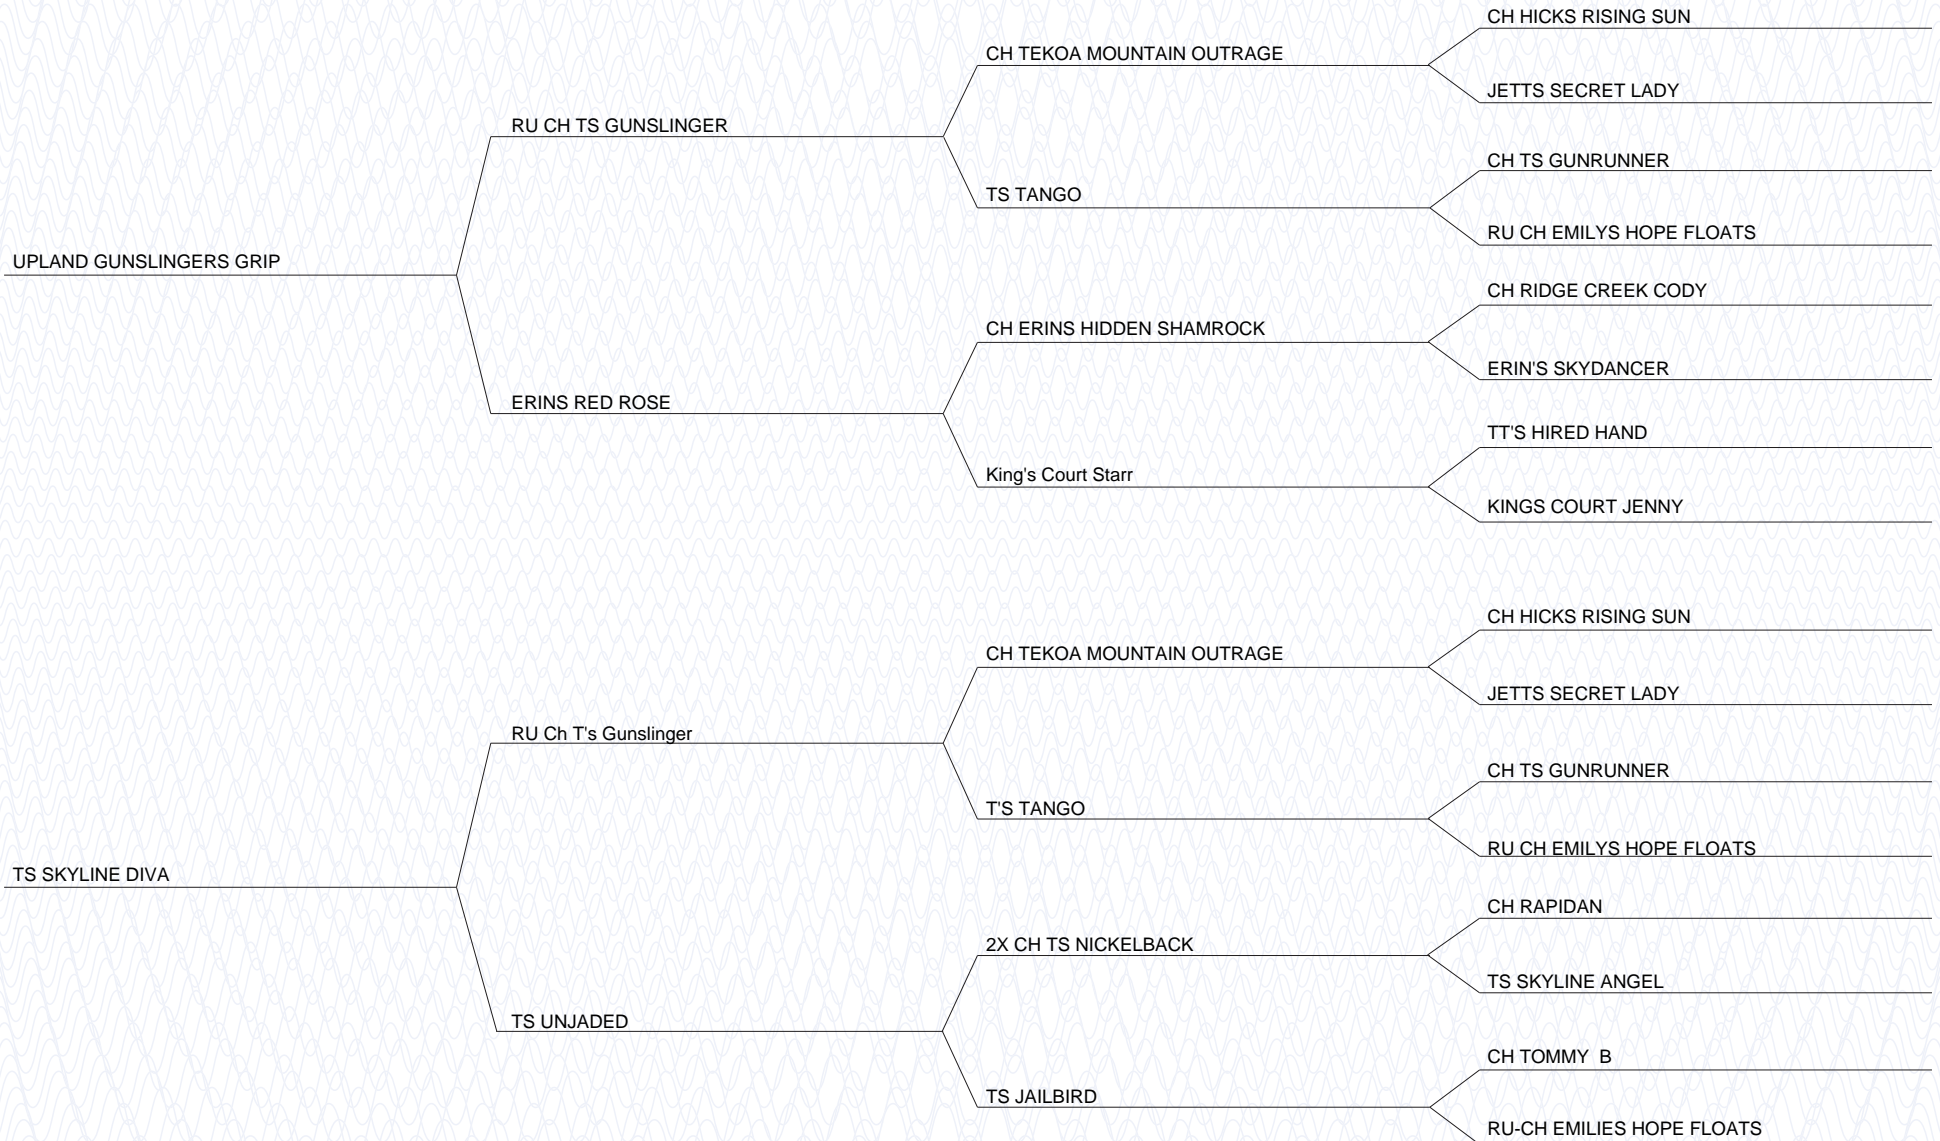 CH HICKS RISING SUN
CH TEKOA MOUNTAIN OUTRAGE
JETTS SECRET LADY
RU CH TS GUNSLINGER
CH TS GUNRUNNER
TS TANGO
RU CH EMILYS HOPE FLOATS
UPLAND GUNSLINGERS GRIP
CH RIDGE CREEK CODY
CH ERINS HIDDEN SHAMROCK
ERIN'S SKYDANCER
ERINS RED ROSE
TT'S HIRED HAND
King's Court Starr
KINGS COURT JENNY
CH HICKS RISING SUN
CH TEKOA MOUNTAIN OUTRAGE
JETTS SECRET LADY
RU Ch T's Gunslinger
CH TS GUNRUNNER
T'S TANGO
RU CH EMILYS HOPE FLOATS
TS SKYLINE DIVA
CH RAPIDAN
2X CH TS NICKELBACK
TS SKYLINE ANGEL
TS UNJADED
CH TOMMY  B
TS JAILBIRD
RU-CH EMILIES HOPE FLOATS